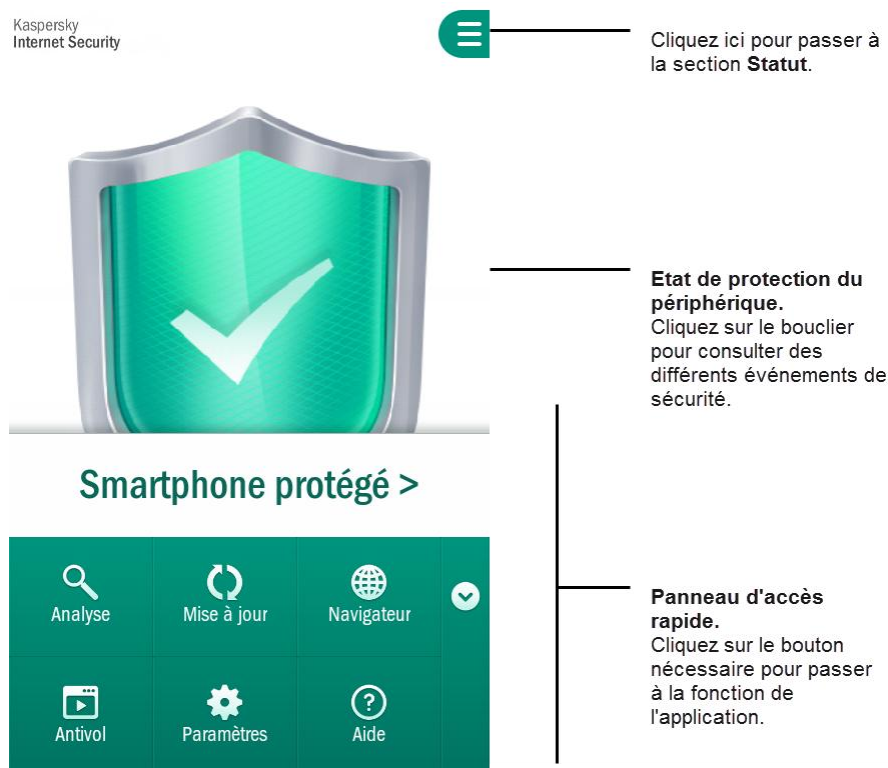 Kaspersky
Internet Security
Cliquez ici pour passer à
la section Statut.
Etat de protection du
périphérique.
Cliquez sur le bouclier
pour consulter des
différents événements de
sécurité.
Smartphone protégé >
Analyse
Mise à jour
Navigateur
Antivol
Paramètres
Aide
Panneau d'accès
rapide.
Cliquez sur le bouton
nécessaire pour passer
à la fonction de
l'application.